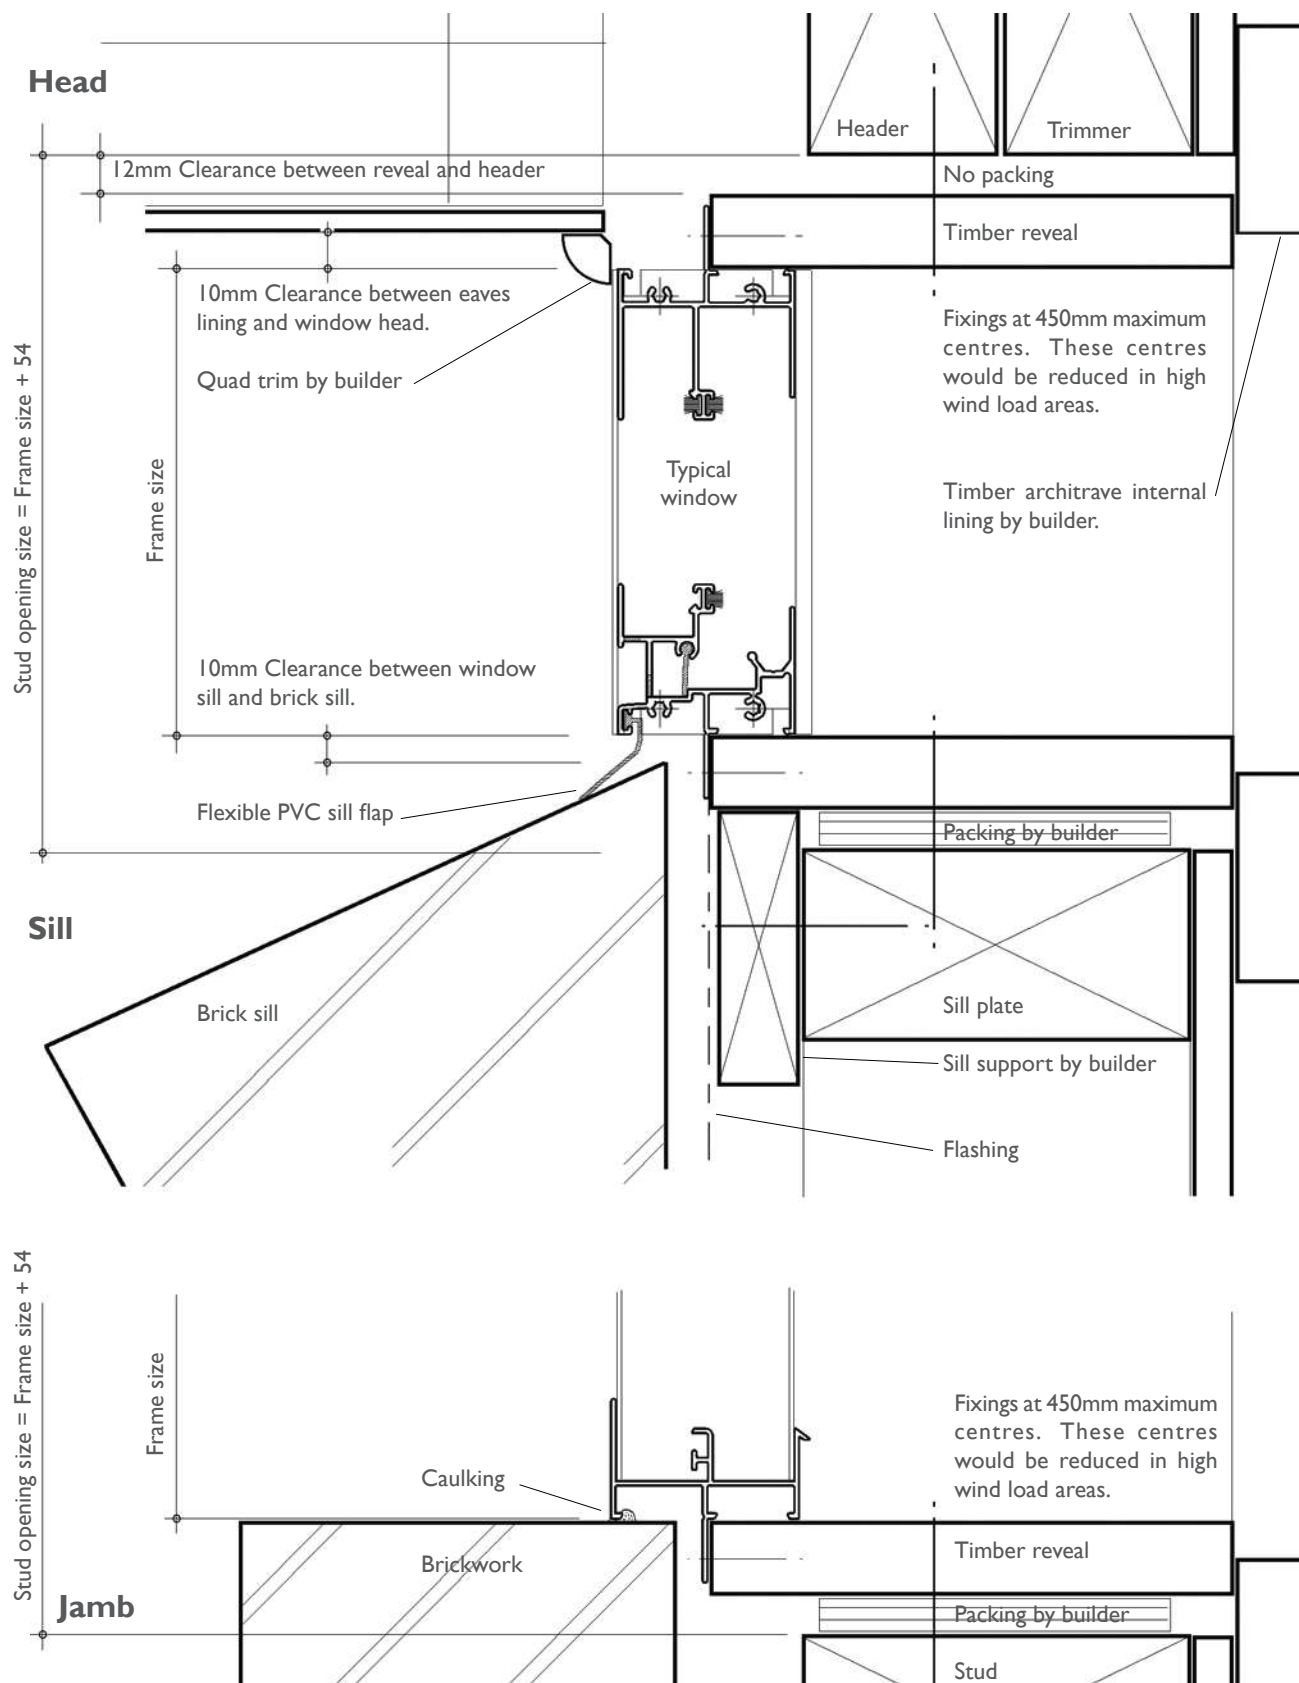 Head
Header
Trimmer
12mm Clearance between reveal and header
No packing
Timber reveal
10mm Clearance between eaves
lining and window head.
Quad trim by builder
Fixings at 450mm maximum
centres. These centres
would be reduced in high
wind load areas.
Stud opening size = Frame size + 54
Frame size
Typical
window
Timber architrave internal
lining by builder.
10mm Clearance between window
sill and brick sill.
Flexible PVC sill flap
Packing by builder
Sill
Brick sill
Sill plate
Sill support by builder
Flashing
Stud opening size = Frame size + 54
Frame size
Fixings at 450mm maximum
centres. These centres
would be reduced in high
wind load areas.
Caulking
Brickwork
Timber reveal
Jamb
Packing by builder
Stud